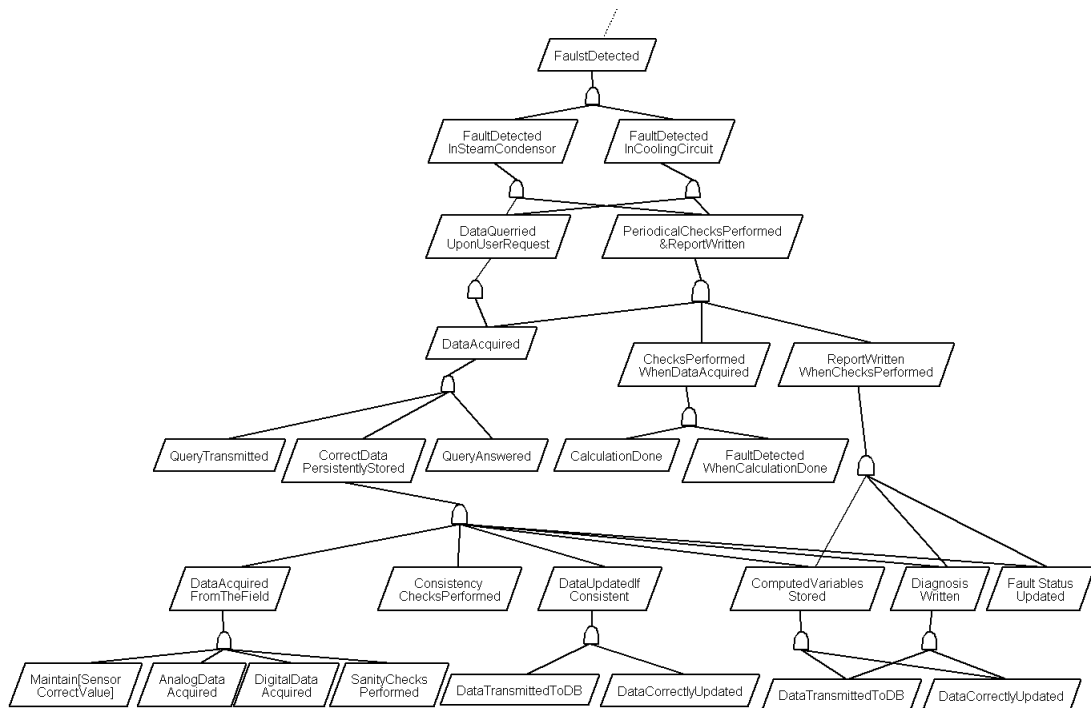 FaulstDetected
FaultDetected
InSteamCondensor
FaultDetected
InCoolingCircuit
DataQuerried
UponUserRequest
PeriodicalChecksPerformed
&ReportWritten
DataAcquired
ChecksPerformed
WhenDataAcquired
ReportWritten
WhenChecksPerformed
QueryTransmitted
CorrectData
PersistentlyStored
QueryAnswered
CalculationDone
FaultDetected
WhenCalculationDone
DataAcquired
FromTheField
Consistency
ChecksPerformed
DataUpdatedIf
Consistent
ComputedVariables
Stored
Diagnosis
Written
Fault Status
Updated
Maintain[Sensor
CorrectValue]
AnalogData
Acquired
DigitalData
Acquired
SanityChecks
Performed
DataTransmittedToDB
DataCorrectlyUpdated
DataTransmittedToDB
DataCorrectlyUpdated